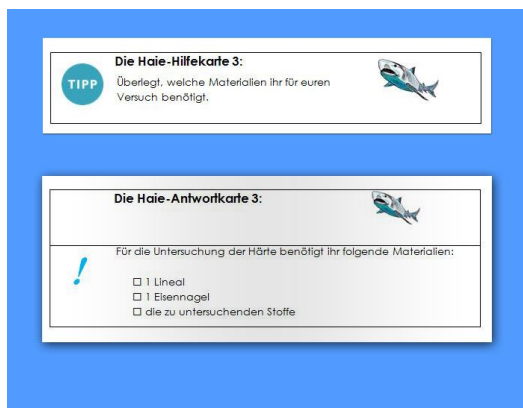 Die Haie-Hilfekarte 3:
TIPP
Überlegt, welche Materialien ihr für euren
Versuch benötigt.
Die Haie-Antwortkarte 3:
!
Für die Untersuchung der Härte benötigt ihr folgende Materialien:
☐ 1 Lineal
☐ 1 Eisennagel
☐ die zu untersuchenden Stoffe